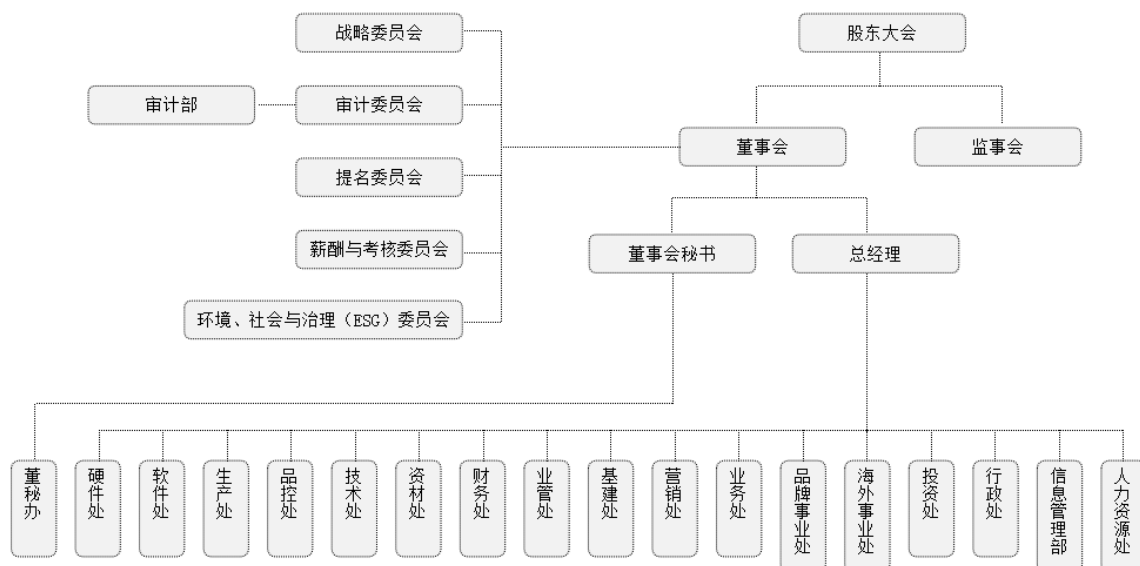 战略委员会
股东大会
审计部
审计委员会
董事会
监事会
提名委员会
薪酬与考核委员会
董事会秘书
总经理
环境、社会与治理（ESG）委员会
董秘办
硬件处
软件处
生产处
品控处
技术处
资材处
财务处
业管处
基建处
营销处
业务处
品牌事业处
海外事业处
投资处
行政处
信息管理部
人力资源处